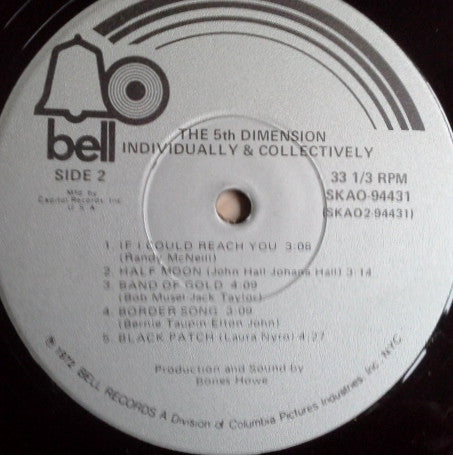 bell
THE 5th DIMENSION
INDIVIDUALLY & COLLECTIVELY
SIDE 2
33 1/3 RPM
Mfd. by
Capitol Records, Inc.
U. S. A.
SKAO-94431
(SKAO2-94431)
1. IF I COULD REACH YOU 3:08
(Randy McNeill)
2. HALF MOON (John Hall Johana Hall) 3:14
3. BAND OF GOLD 4:09
(Bob Musel Jack Taylor)
4. BORDER SONG 3:09
(Bernie Taupin Elton John)
5. BLACK PATCH (Laura Nyro) 4:27
Production and Sound by
Bones Howe
℗ 1972 BELL RECORDS A Division of Columbia Pictures Industries, Inc. NYC